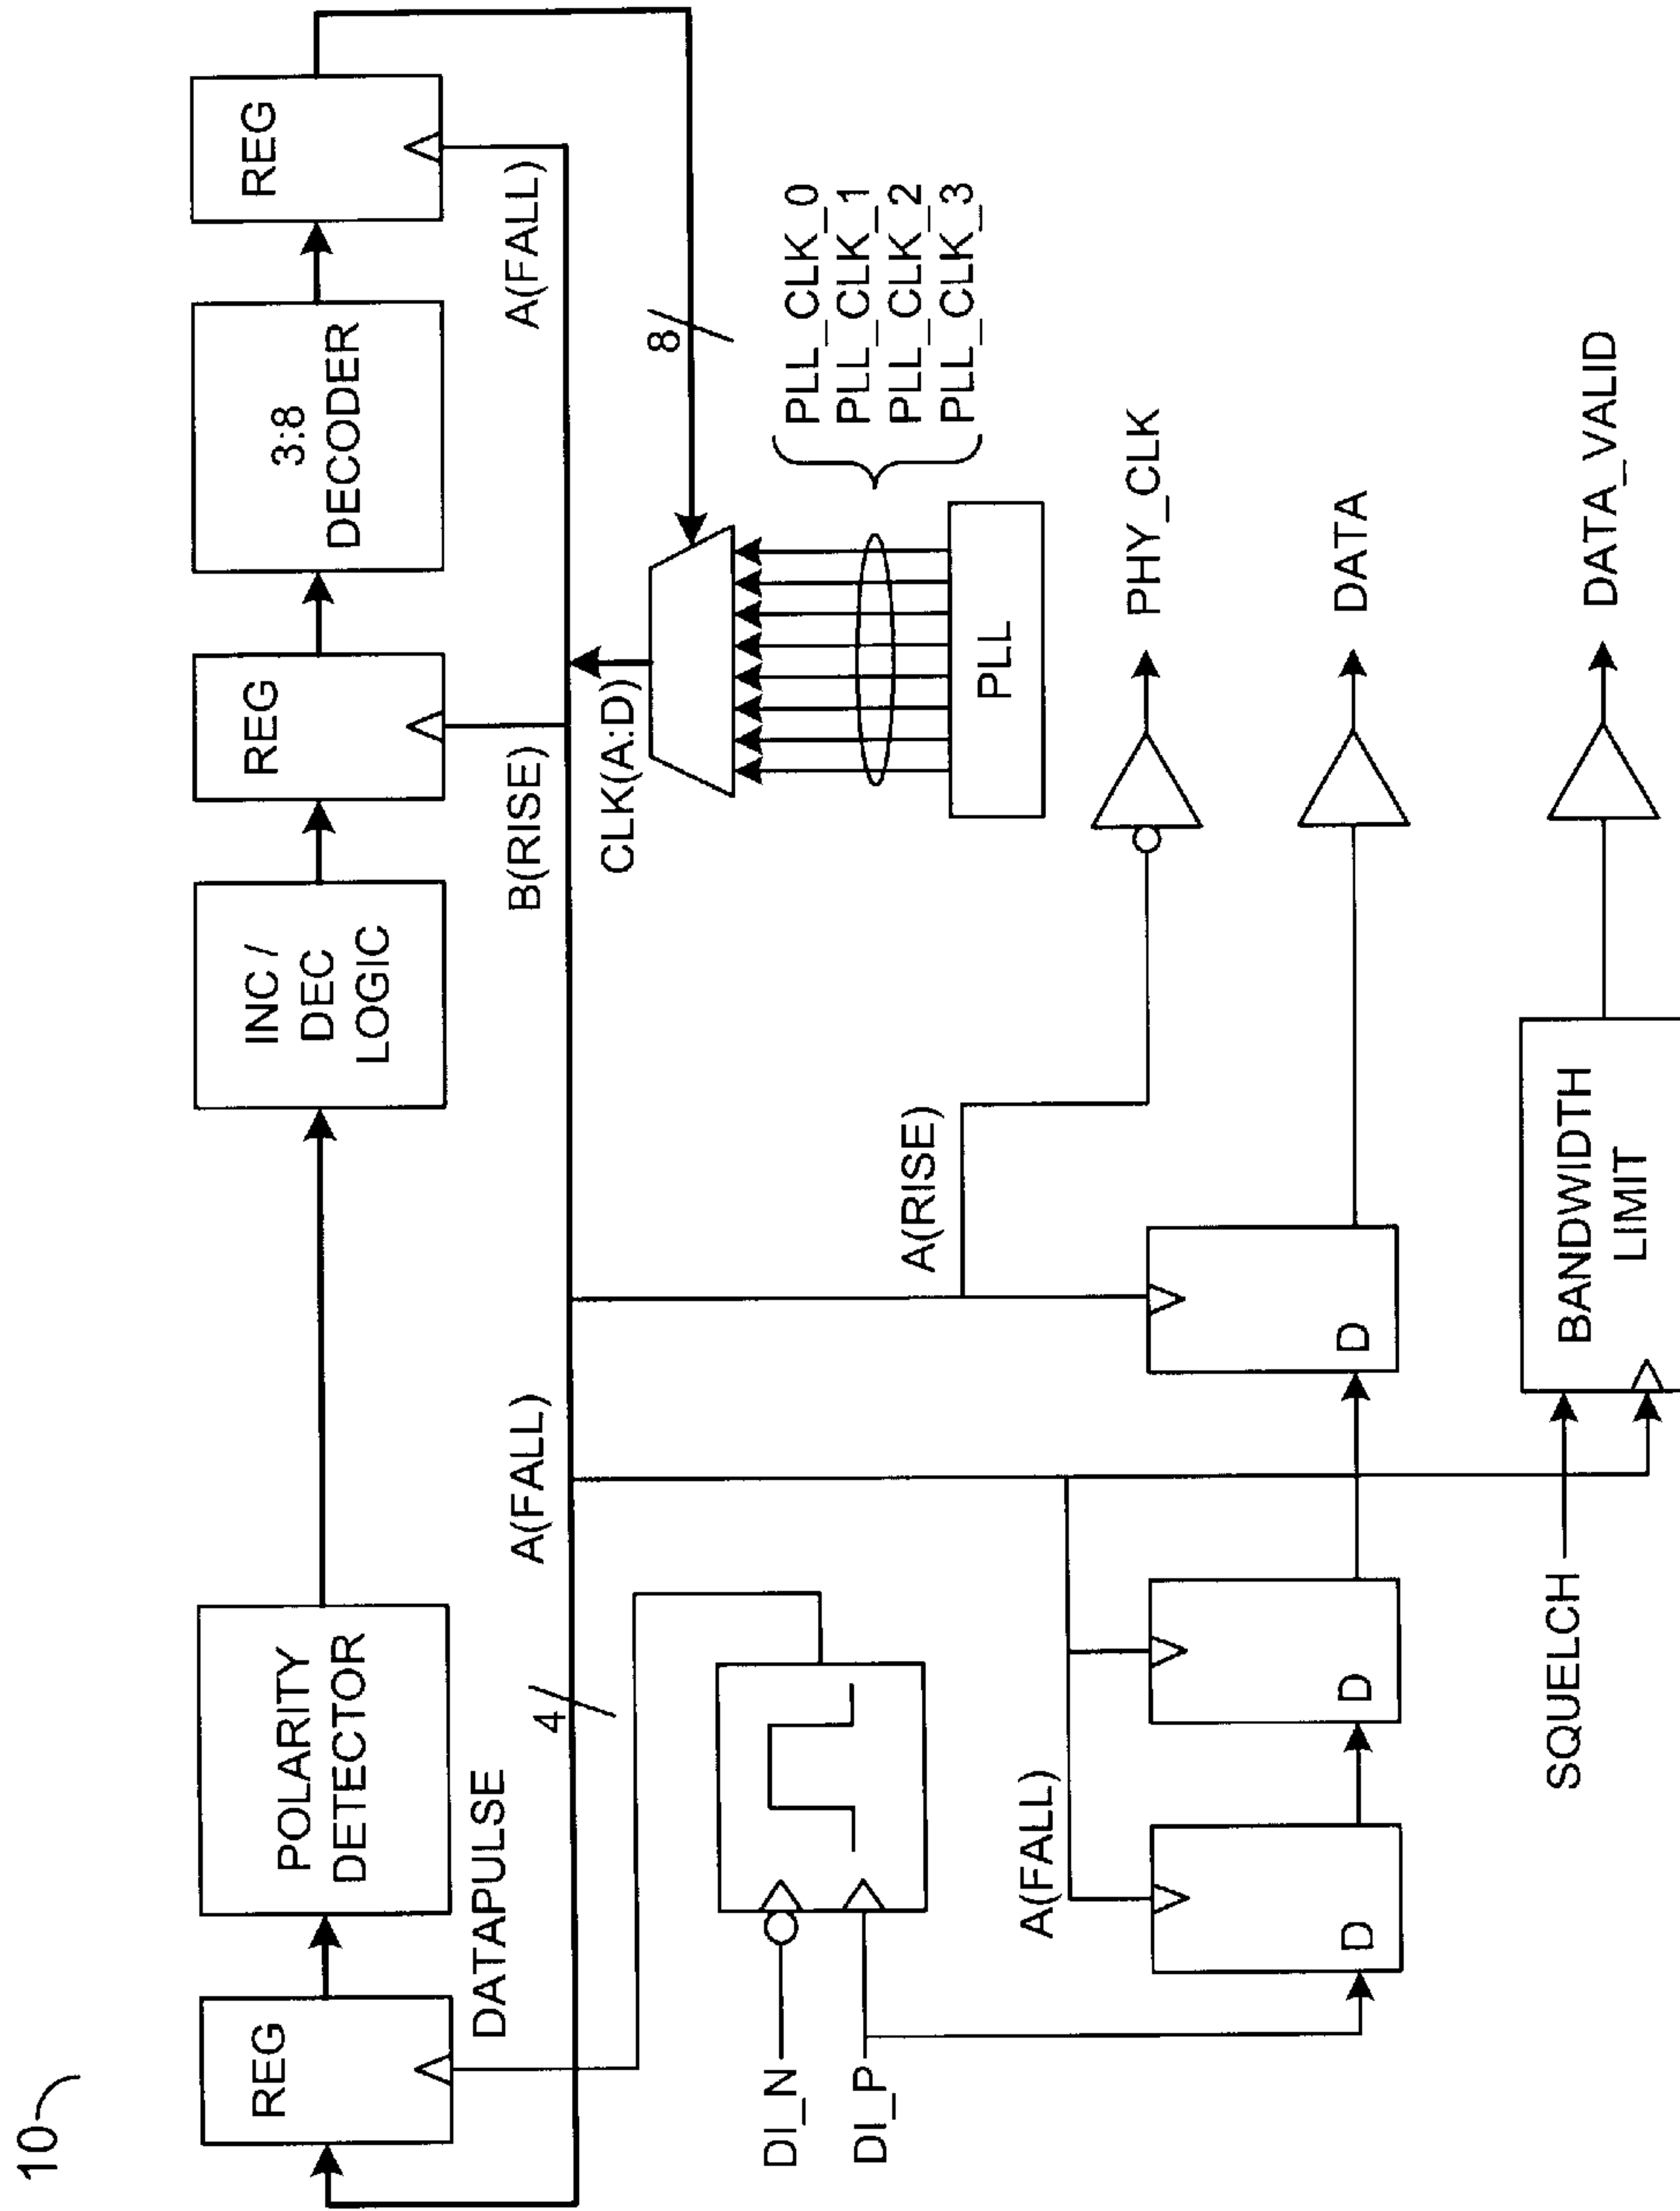 10
REG
POLARITY
DETECTOR
INC /
DEC
LOGIC
REG
3:8
DECODER
REG
DATAPULSE
4
A(FALL)
B(RISE)
A(FALL)
CLK(A:D)
8
PLL_CLK_0
PLL_CLK_1
PLL_CLK_2
PLL_CLK_3
PLL
DI_N
DI_P
A(FALL)
A(RISE)
D
D
D
PHY_CLK
DATA
SQUELCH
BANDWIDTH
LIMIT
DATA_VALID